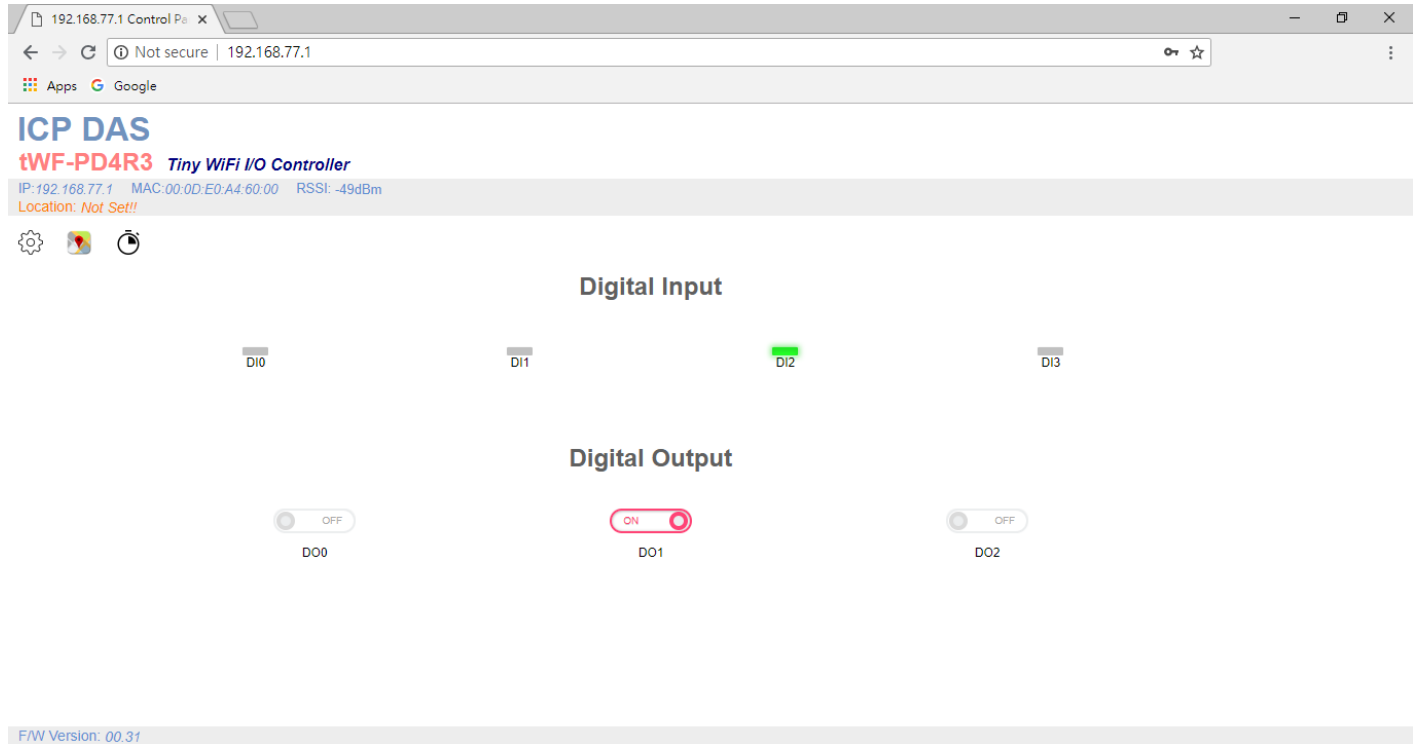 192.168.77.1 Control Pa
Not secure | 192.168.77.1
Apps Google
ICP DAS
tWF-PD4R3 Tiny WiFi I/O Controller
IP:192.168.77.1 MAC:00:0D:E0:A4:60:00 RSSI: -49dBm
Location: Not Set!!
Digital Input
DI0 DI1 DI2 DI3
Digital Output
OFF ON OFF
DO0 DO1 DO2
F/W Version: 00.31